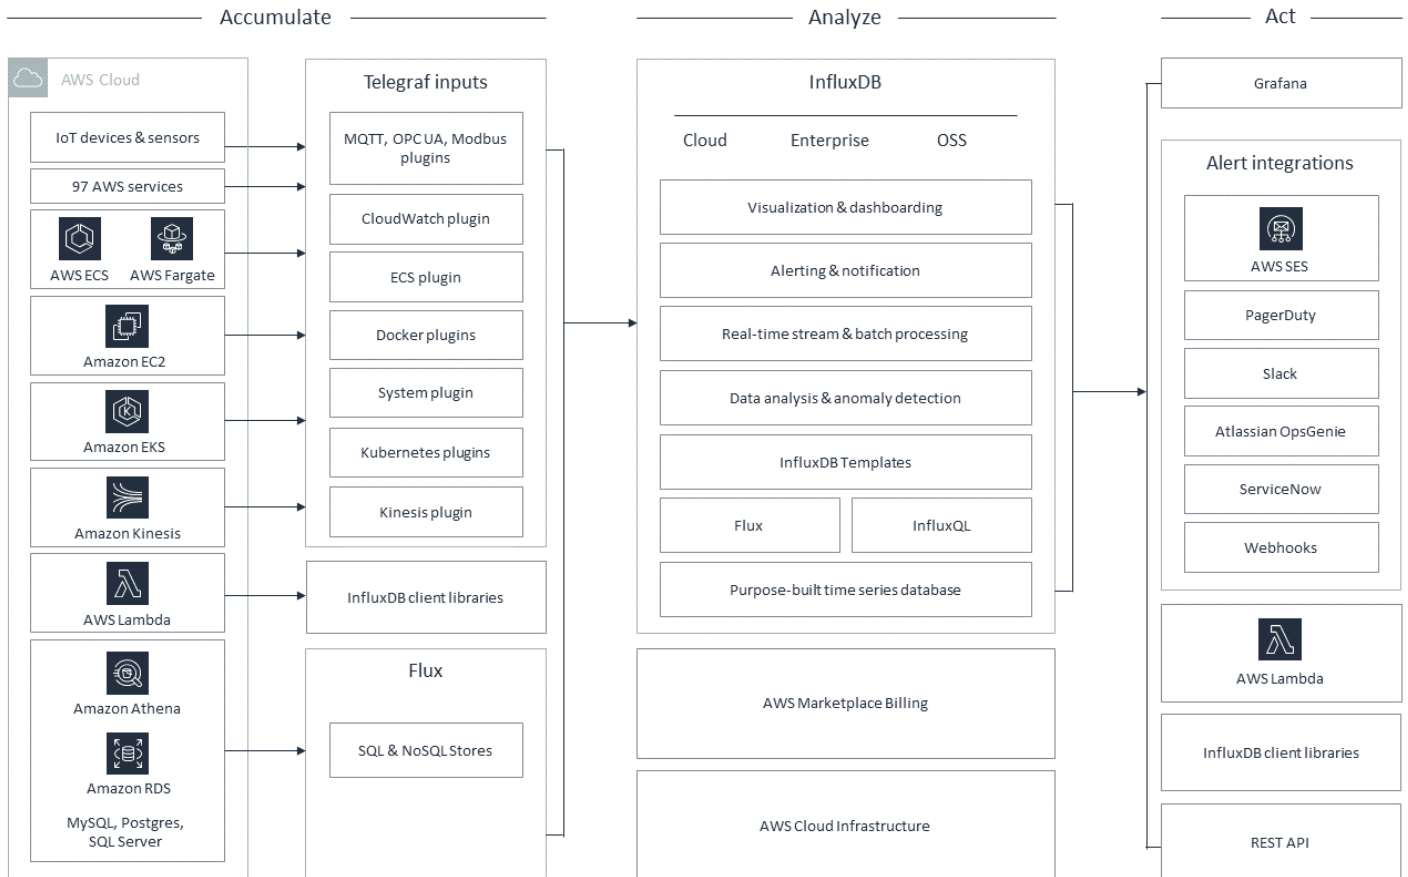 Accumulate
Analyze
Act
AWS Cloud
IoT devices & sensors
97 AWS services
AWS ECS
AWS Fargate
Amazon EC2
Amazon EKS
Amazon Kinesis
AWS Lambda
Amazon Athena
Amazon RDS
MySQL, Postgres,
SQL Server
Telegraf inputs
MQTT, OPC UA, Modbus
plugins
CloudWatch plugin
ECS plugin
Docker plugins
System plugin
Kubernetes plugins
Kinesis plugin
InfluxDB client libraries
Flux
SQL & NoSQL Stores
InfluxDB
Cloud
Enterprise
OSS
Visualization & dashboarding
Alerting & notification
Real-time stream & batch processing
Data analysis & anomaly detection
InfluxDB Templates
Flux
InfluxQL
Purpose-built time series database
AWS Marketplace Billing
AWS Cloud Infrastructure
Grafana
Alert integrations
AWS SES
PagerDuty
Slack
Atlassian OpsGenie
ServiceNow
Webhooks
AWS Lambda
InfluxDB client libraries
REST API